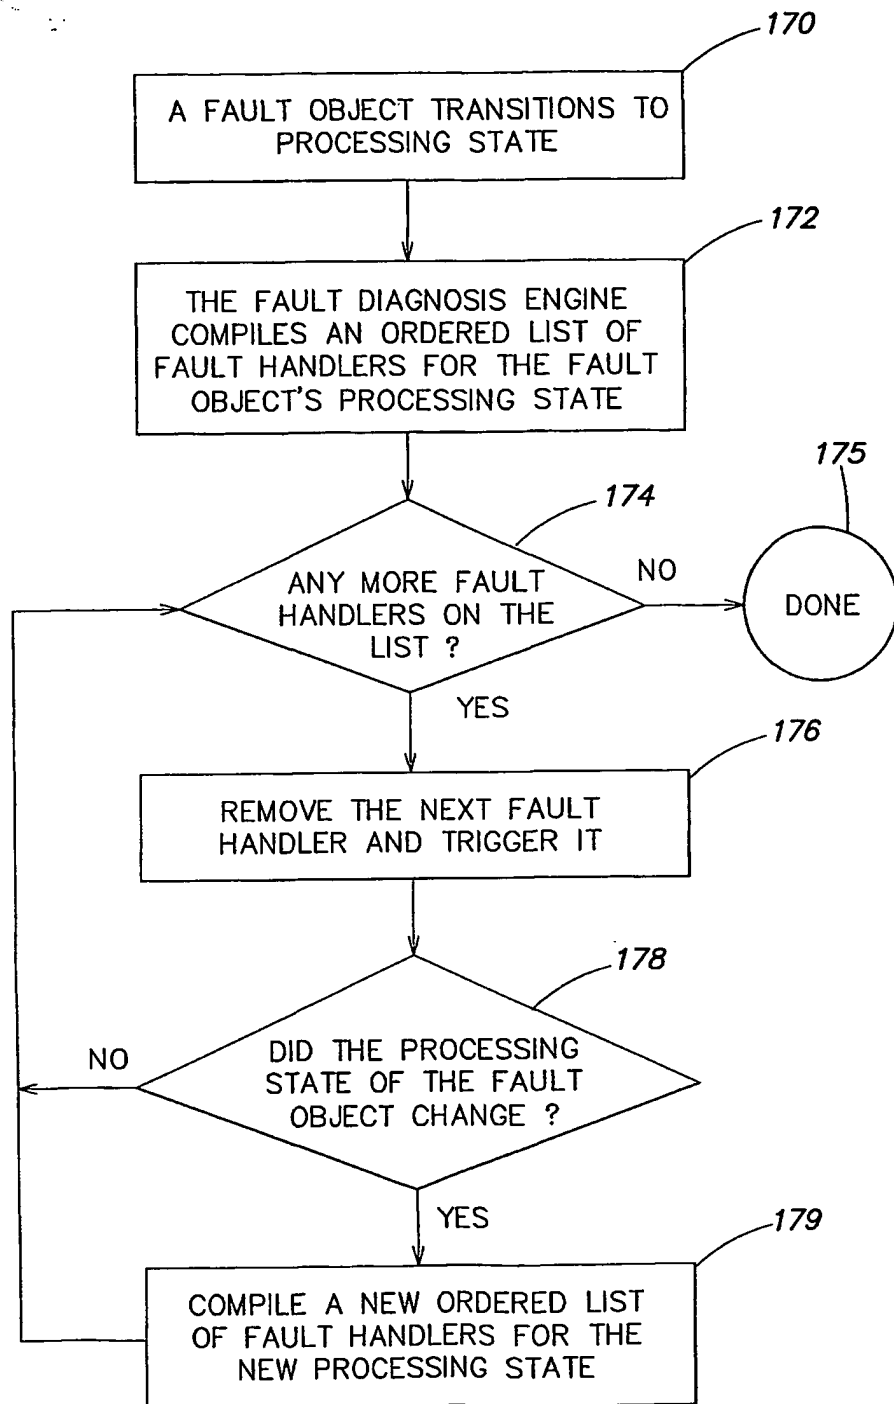 170
A FAULT OBJECT TRANSITIONS TO
PROCESSING STATE
172
THE FAULT DIAGNOSIS ENGINE
COMPILES AN ORDERED LIST OF
FAULT HANDLERS FOR THE FAULT
OBJECT'S PROCESSING STATE
175
174
ANY MORE FAULT
HANDLERS ON THE
LIST ?
NO
DONE
YES
176
REMOVE THE NEXT FAULT
HANDLER AND TRIGGER IT
178
DID THE PROCESSING
STATE OF THE FAULT
OBJECT CHANGE ?
NO
YES
179
COMPILE A NEW ORDERED LIST
OF FAULT HANDLERS FOR THE
NEW PROCESSING STATE